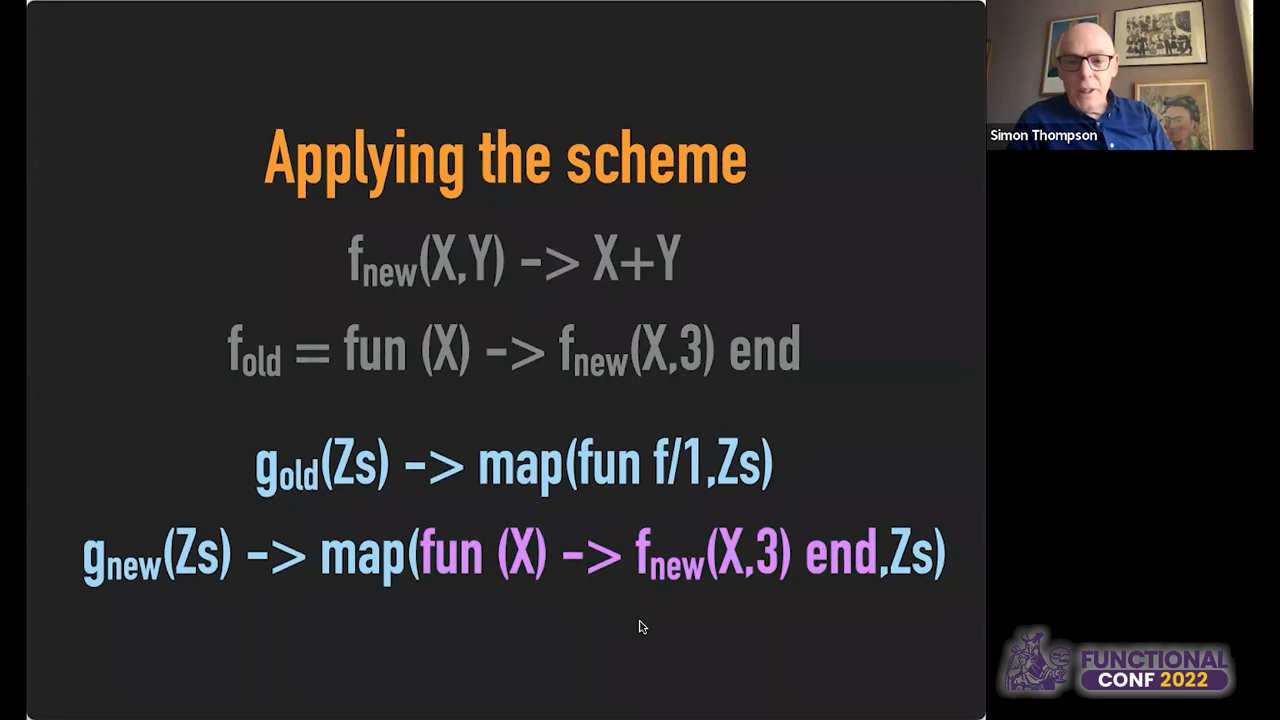 Applying the scheme
fnew(X,Y) -> X+Y
fold = fun (X) -> fnew(X,3) end
gold(Zs) -> map(fun f/1,Zs)
gnew(Zs) -> map(fun (X) -> fnew(X,3) end,Zs)
Simon Thompson
FUNCTIONAL
CONF 2022